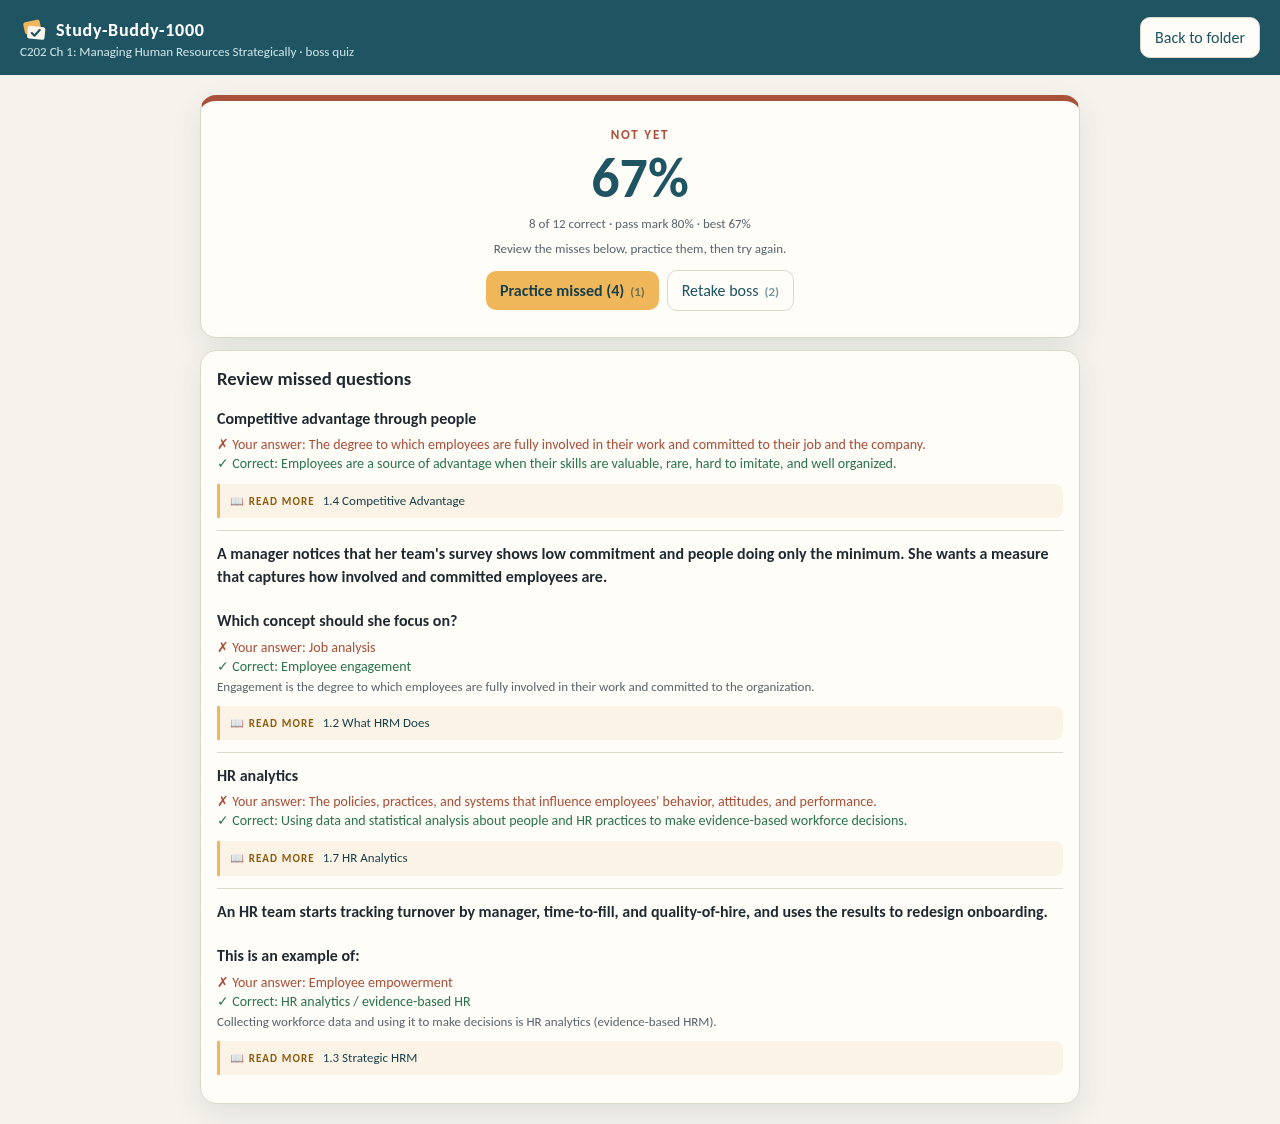 Study-Buddy-1000
C202 Ch 1: Managing Human Resources Strategically · boss quiz
Back to folder
NOT YET
67%
8 of 12 correct · pass mark 80% · best 67%
Review the misses below, practice them, then try again.
Practice missed (4) (1)
Retake boss (2)
Review missed questions
Competitive advantage through people
✗ Your answer: The degree to which employees are fully involved in their work and committed to their job and the company.
✓ Correct: Employees are a source of advantage when their skills are valuable, rare, hard to imitate, and well organized.
📖 READ MORE 1.4 Competitive Advantage
A manager notices that her team's survey shows low commitment and people doing only the minimum. She wants a measure
that captures how involved and committed employees are.
Which concept should she focus on?
✗ Your answer: Job analysis
✓ Correct: Employee engagement
Engagement is the degree to which employees are fully involved in their work and committed to the organization.
📖 READ MORE 1.2 What HRM Does
HR analytics
✗ Your answer: The policies, practices, and systems that influence employees' behavior, attitudes, and performance.
✓ Correct: Using data and statistical analysis about people and HR practices to make evidence-based workforce decisions.
📖 READ MORE 1.7 HR Analytics
An HR team starts tracking turnover by manager, time-to-fill, and quality-of-hire, and uses the results to redesign onboarding.
This is an example of:
✗ Your answer: Employee empowerment
✓ Correct: HR analytics / evidence-based HR
Collecting workforce data and using it to make decisions is HR analytics (evidence-based HRM).
📖 READ MORE 1.3 Strategic HRM